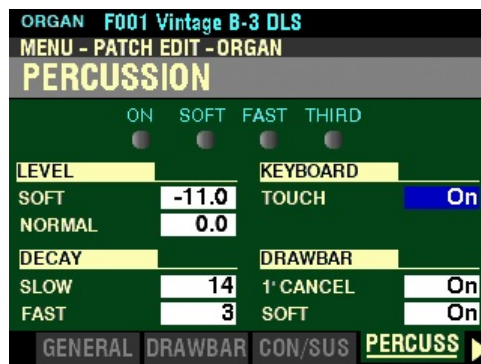 ORGAN F001 Vintage B-3 DLS
MENU - PATCH EDIT - ORGAN
PERCUSSION
ON SOFT FAST THIRD
LEVEL KEYBOARD
SOFT -11.0 TOUCH On
NORMAL 0.0
DECAY DRAWBAR
SLOW 14 1' CANCEL On
FAST 3 SOFT On
GENERAL DRAWBAR CON/SUS PERCUSS